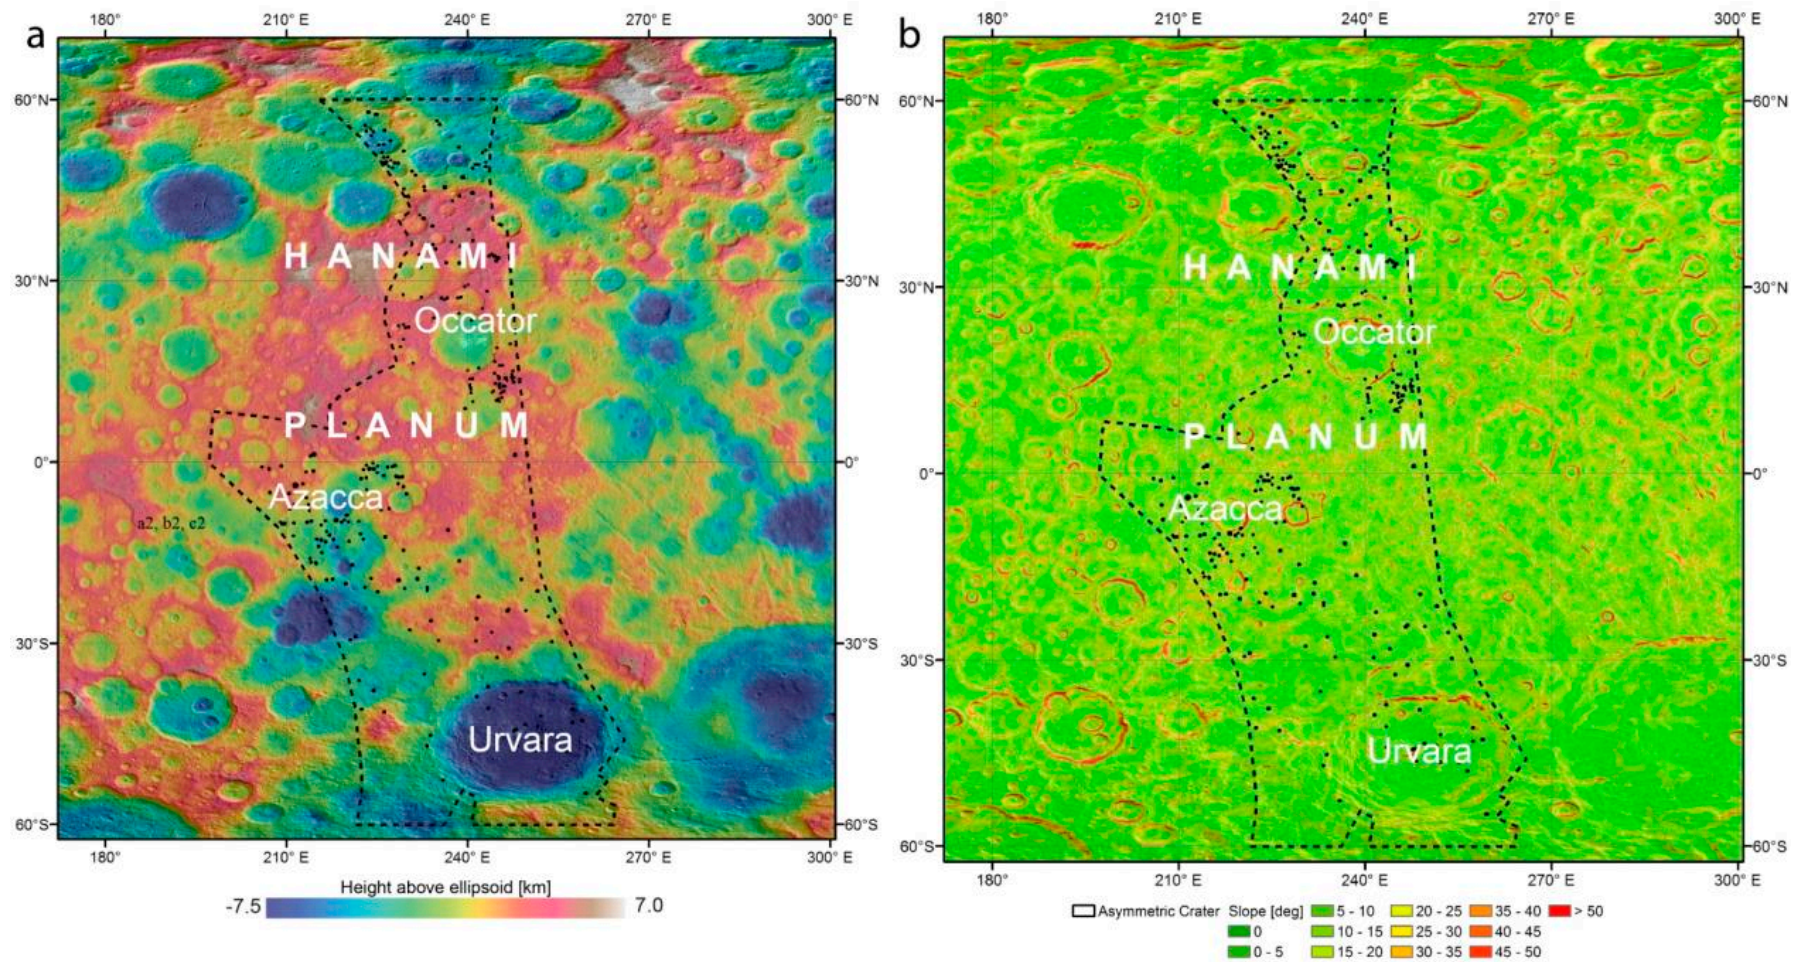 a
180° 210° E 240° E 270° E 300° E
60°N 60°N
H A N A M I
30°N 30°N
Occator
P L A N U M
0° 0°
Azacca
a2, b2, c2
30°S 30°S
Urvara
60°S 60°S
180° 210° E 240° E 270° E 300° E
Height above ellipsoid [km]
-7.5 7.0
b
180° 210° E 240° E 270° E 300° E
60°N 60°N
H A N A M I
30°N 30°N
Occator
P L A N U M
0° 0°
Azacca
30°S 30°S
Urvara
60°S 60°S
180° 210° E 240° E 270° E 300° E
Asymmetric Crater Slope [deg] 5 - 10 20 - 25 35 - 40 > 50
0 10 - 15 25 - 30 40 - 45
0 - 5 15 - 20 30 - 35 45 - 50